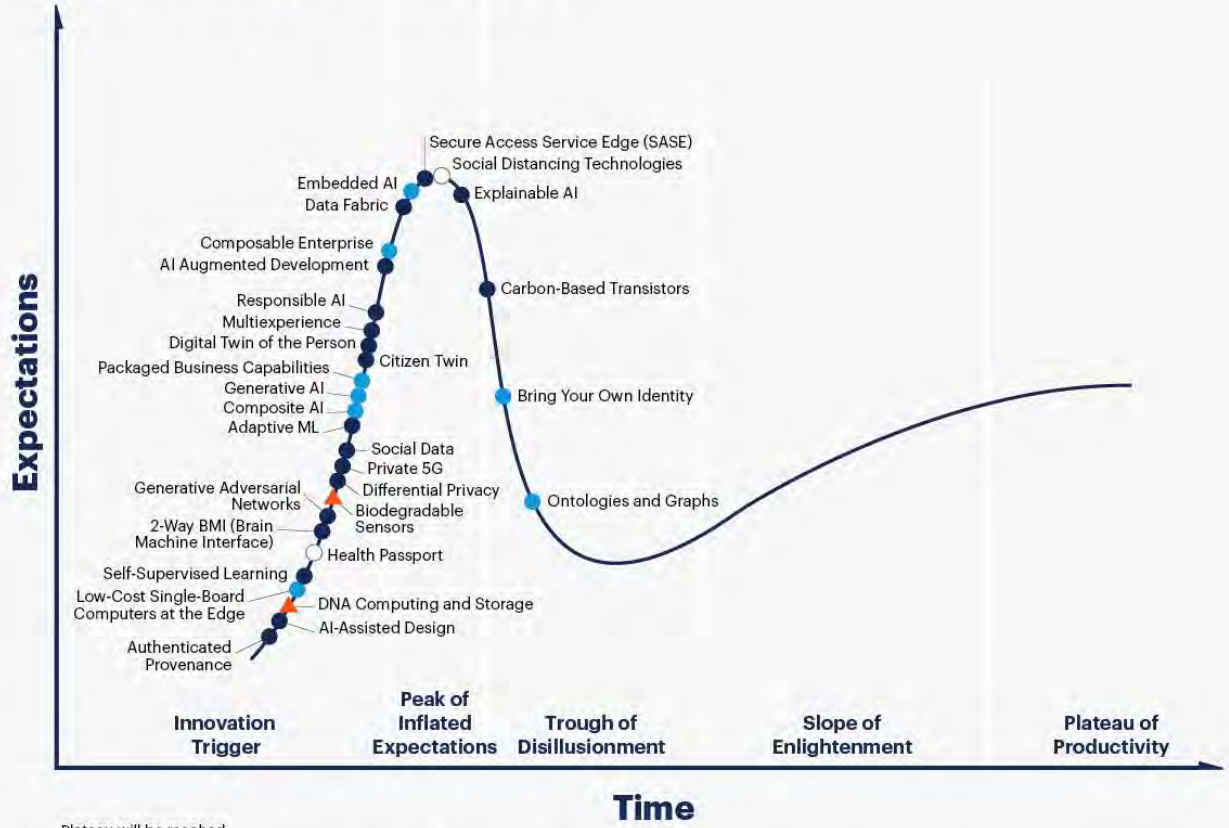 Secure Access Service Edge (SASE)
Social Distancing Technologies
Embedded AI
Explainable AI
Data Fabric
Composable Enterprise
AI Augmented Development
Carbon-Based Transistors
Responsible AI
Multiexperience
Digital Twin of the Person
Citizen Twin
Packaged Business Capabilities
Generative AI
Bring Your Own Identity
Composite AI
Adaptive ML
Social Data
Private 5G
Generative Adversarial
Networks
Differential Privacy
Ontologies and Graphs
Biodegradable
Sensors
2-Way BMI (Brain
Machine Interface)
Health Passport
Self-Supervised Learning
Low-Cost Single-Board
Computers at the Edge
DNA Computing and Storage
AI-Assisted Design
Authenticated
Provenance
Expectations
Innovation
Trigger
Peak of
Inflated
Expectations
Trough of
Disillusionment
Slope of
Enlightenment
Plateau of
Productivity
Time
Plateau will be reached